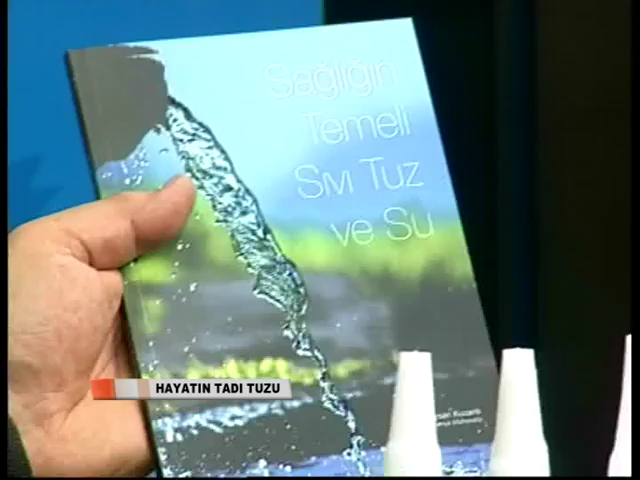 Sağlığın
Temeli
Sıvı Tuz
ve Su
HAYATIN TADI TUZU